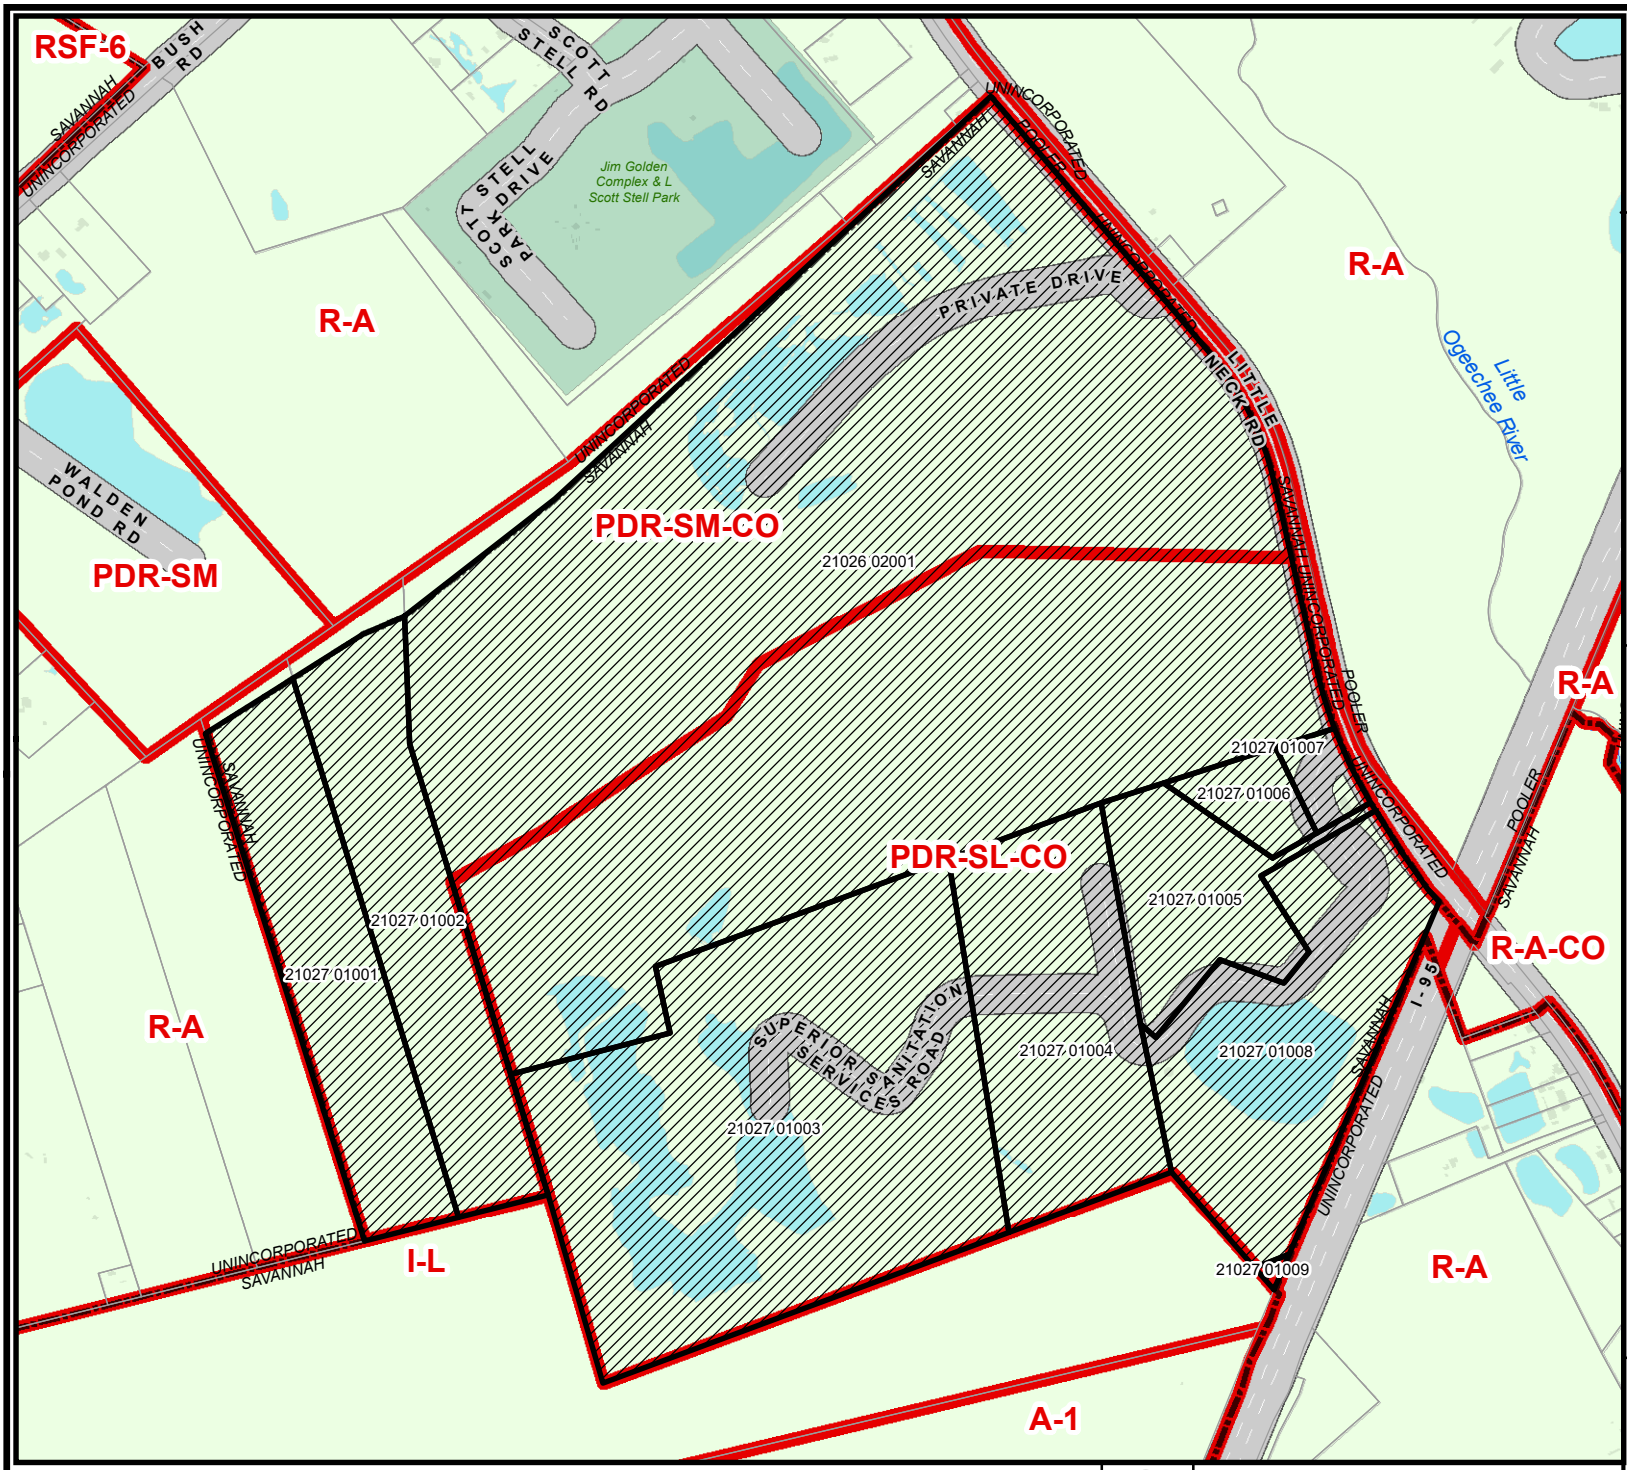 RSF-6
BUSH
RD
SAVANNAH
UNINCORPORATED
SCOTT
STELL RD
SCOTT STELL
PARK DRIVE
Jim Golden
Complex & L
Scott Stell Park
UNINCORPORATED
SAVANNAH
POOLER
UNINCORPORATED
R-A
R-A
PRIVATE DRIVE
LITTLE
NECK RD
Little
Ogeechee River
UNINCORPORATED
SAVANNAH
WALDEN
POND RD
PDR-SM
PDR-SM-CO
21026 02001
SAVANNAH
UNINCORPORATED
POOLER
R-A
SAVANNAH
UNINCORPORATED
21027 01007
21027 01006
UNINCORPORATED
POOLER
SAVANNAH
PDR-SL-CO
21027 01005
21027 01002
21027 01001
R-A-CO
I-95
R-A
SUPERIOR SANITATION
SERVICES ROAD
21027 01004
21027 01008
SAVANNAH
UNINCORPORATED
21027 01003
UNINCORPORATED
SAVANNAH
I-L
21027 01009
R-A
A-1